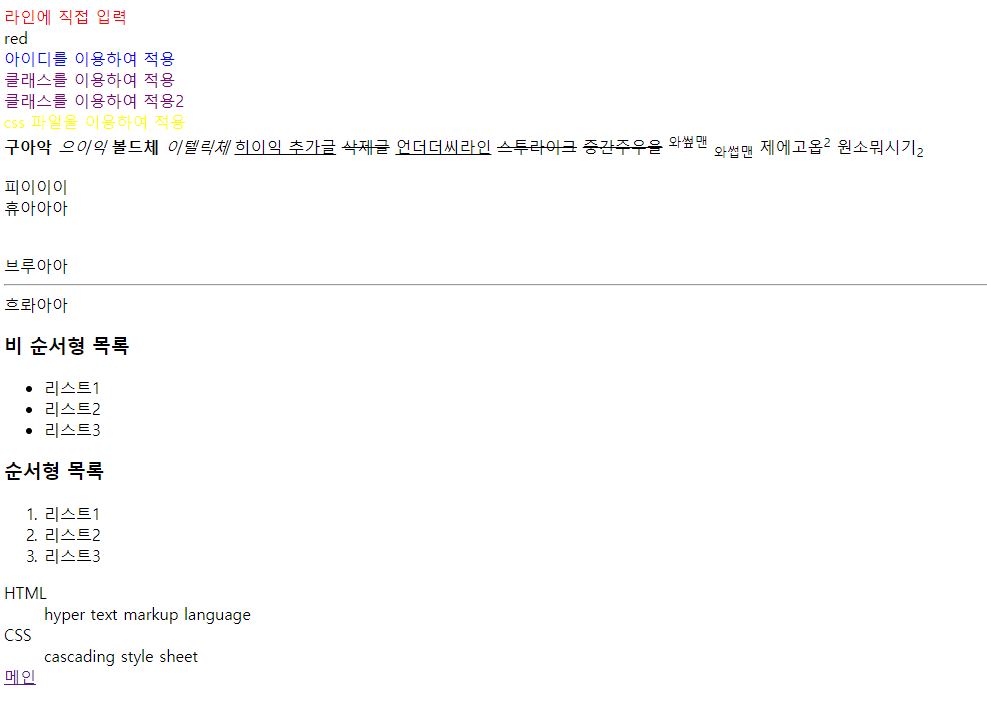 라인에 직접 입력
red
아이디를 이용하여 적용
클래스를 이용하여 적용
클래스를 이용하여 적용2
css 파일을 이용하여 적용
구아악 으이익 볼드체 이텔릭체 히이익 추가글 삭제글 언더더씨라인 스투라이크 중간주우울 와썦맨 와썹맨 제에고옵2 원소뭐시기2
피이이이
휴아아아
브루아아
흐롸아아
비 순서형 목록
• 리스트1
• 리스트2
• 리스트3
순서형 목록
1. 리스트1
2. 리스트2
3. 리스트3
HTML
hyper text markup language
CSS
cascading style sheet
메인